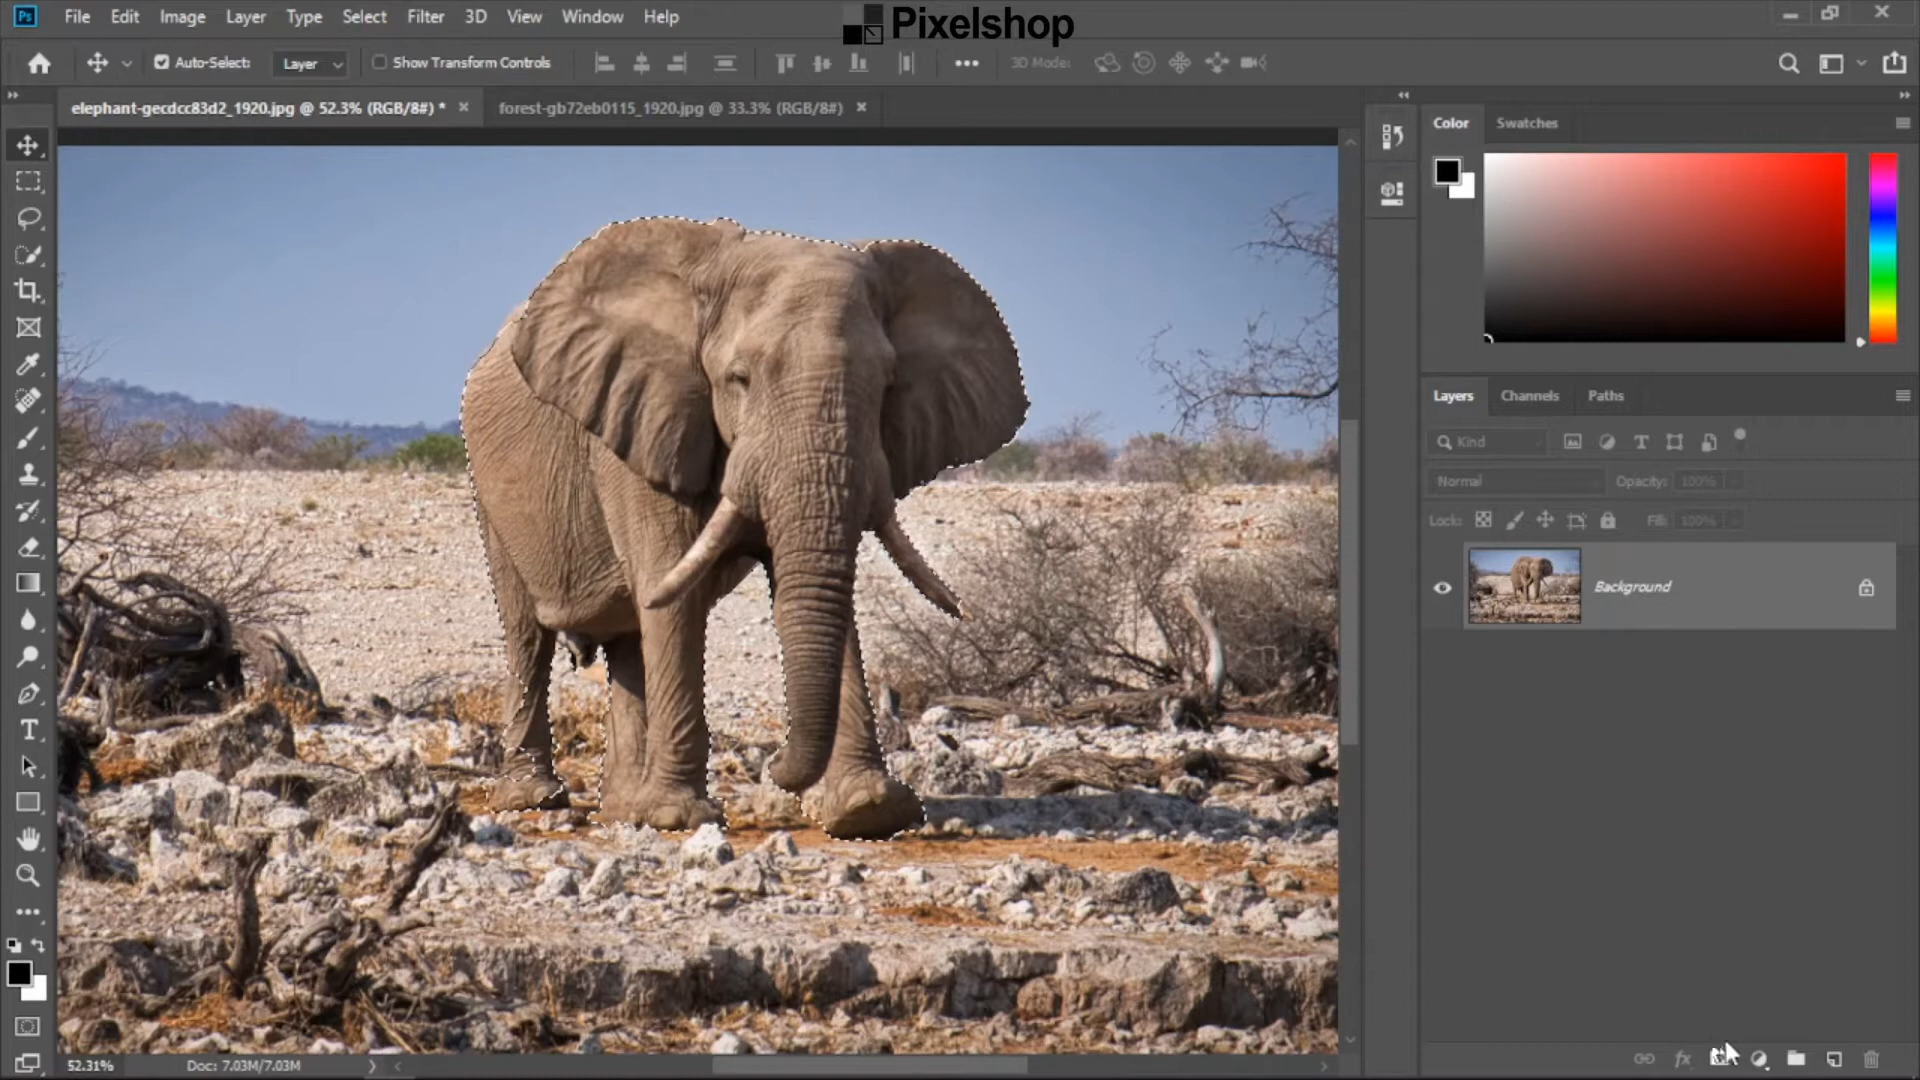 Ps File Edit Image Layer Type Select Filter 3D View Window Help
Pixelshop
Auto-Select: Layer Show Transform Controls 3D Mode:
elephant-gecdcc83d2_1920.jpg @ 52.3% (RGB/8#) * × forest-gb72eb0115_1920.jpg @ 33.3% (RGB/8#) ×
Color Swatches
Layers Channels Paths
Kind
Normal Opacity: 100%
Lock: Fill: 100%
Background
52.31% Doc: 7.03M/7.03M